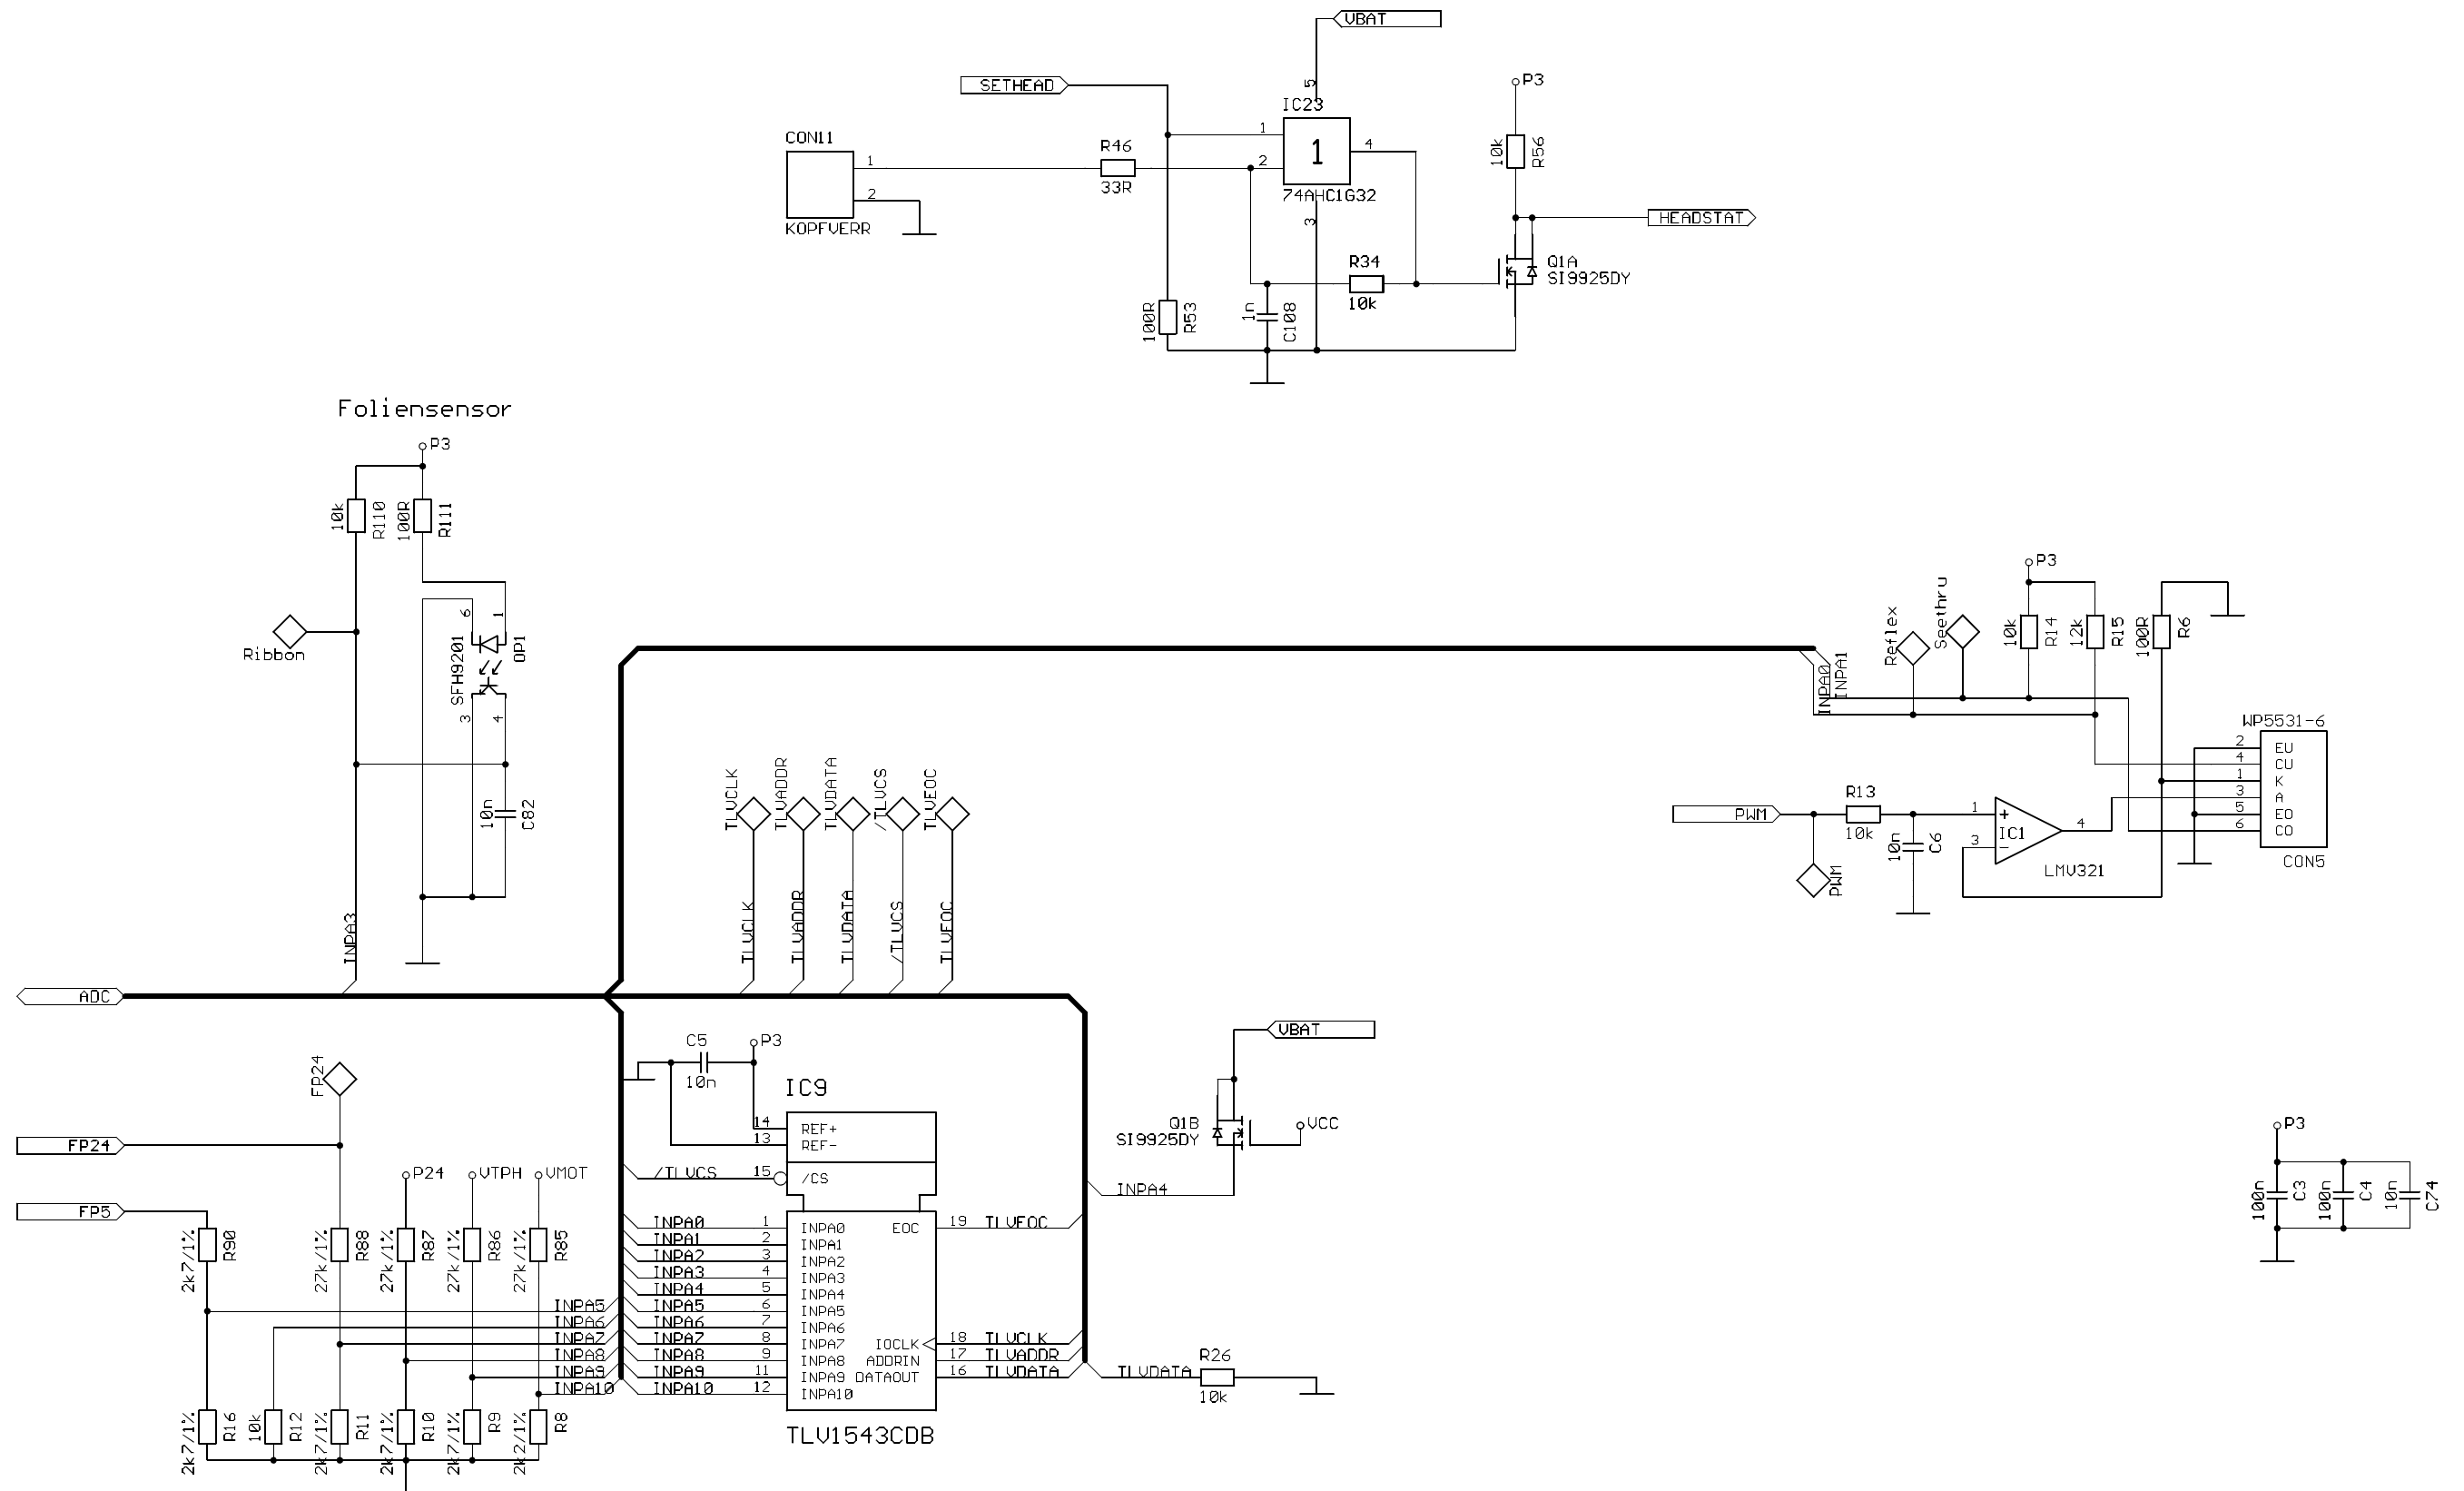 VBAT
SETHEAD
5
IC23
P3
CON11
1
2
KOPFVERR
R46
33R
1
2
1
4
74AHC1G32
3
10k
R56
HEADSTAT
R34
10k
Q1A
SI9925DY
100R
R53
1n
C108
Foliensensor
P3
10k
R110
100R
R111
Ribbon
6
1
SFH9201
OP1
3
4
10n
C82
INPA3
P3
Reflex
Seethru
10k
R14
12k
R15
100R
R6
INPA0
INPA1
WP5531-6
2 EU
4 CU
1 K
3 A
5 EO
6 CO
CON5
PWM
R13
10k
PWM
10n
C6
1
3
+
-
IC1
4
LMV321
TLVCLK
TLVADDR
TLVDATA
/TLVCS
TLVEOC
TLVCLK
TLVADDR
TLVDATA
/TLVCS
TLVEOC
ADC
C5
10n
P3
IC9
14 REF+
13 REF-
/TLVCS 15 /CS
INPA0 1 INPA0
INPA1 2 INPA1
INPA2 3 INPA2
INPA3 4 INPA3
INPA4 5 INPA4
INPA5 6 INPA5
INPA6 7 INPA6
INPA7 8 INPA7
INPA8 9 INPA8
INPA9 11 INPA9
INPA10 12 INPA10
EOC 19 TLVEOC
IOCLK 18 TLVCLK
ADDRIN 17 TLVADDR
DATAOUT 16 TLVDATA
TLV1543CDB
VBAT
Q1B
SI9925DY
VCC
INPA4
TLVDATA
R26
10k
P3
100n
C3
100n
C4
10n
C74
FP24
FP24
FP5
P24
VTPH
VMOT
2k7/1%
R90
27k/1%
R88
27k/1%
R87
27k/1%
R86
27k/1%
R85
INPA5
INPA6
INPA7
INPA8
INPA9
INPA10
2k7/1%
R16
10k
R12
2k7/1%
R11
2k7/1%
R10
2k7/1%
R9
2k2/1%
R8